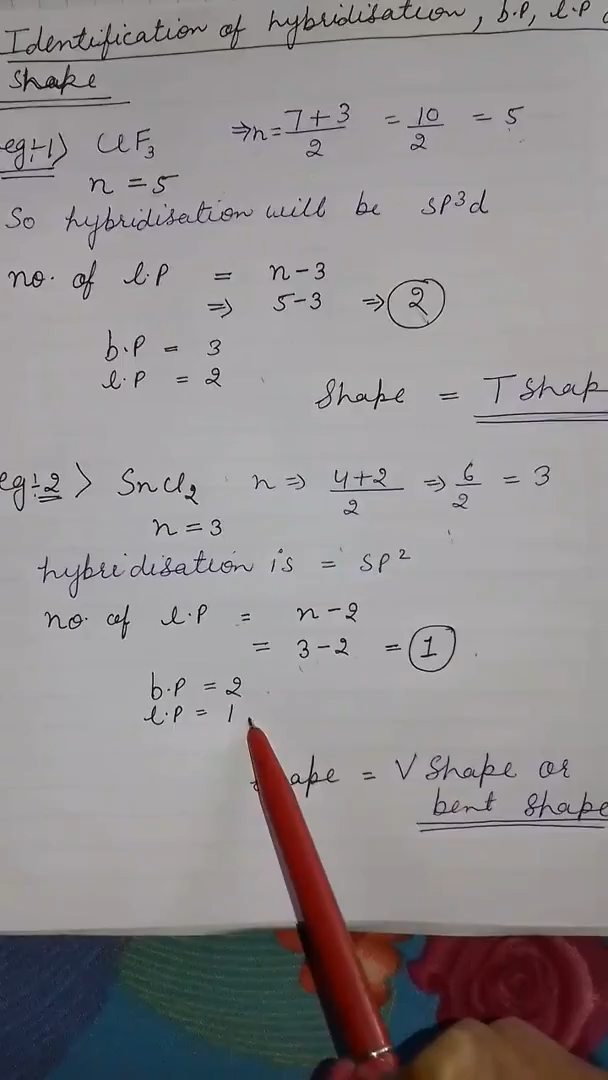 Identification of hybridisation, b.p, l.p
Shape
eg:-1> ClF₃ ⇒n= 7+3/2 = 10/2 = 5
n = 5
So hybridisation will be sp³d
no. of l.p = n-3
⇒ 5-3 ⇒ 2
b.p = 3
l.p = 2
Shape = T Shap
eg:-2> SnCl₂ n ⇒ 4+2/2 ⇒ 6/2 = 3
n = 3
hybridisation is = sp²
no. of l.p = n-2
= 3-2 = 1
b.p = 2
l.p = 1
ape = V Shape or
bent Shape